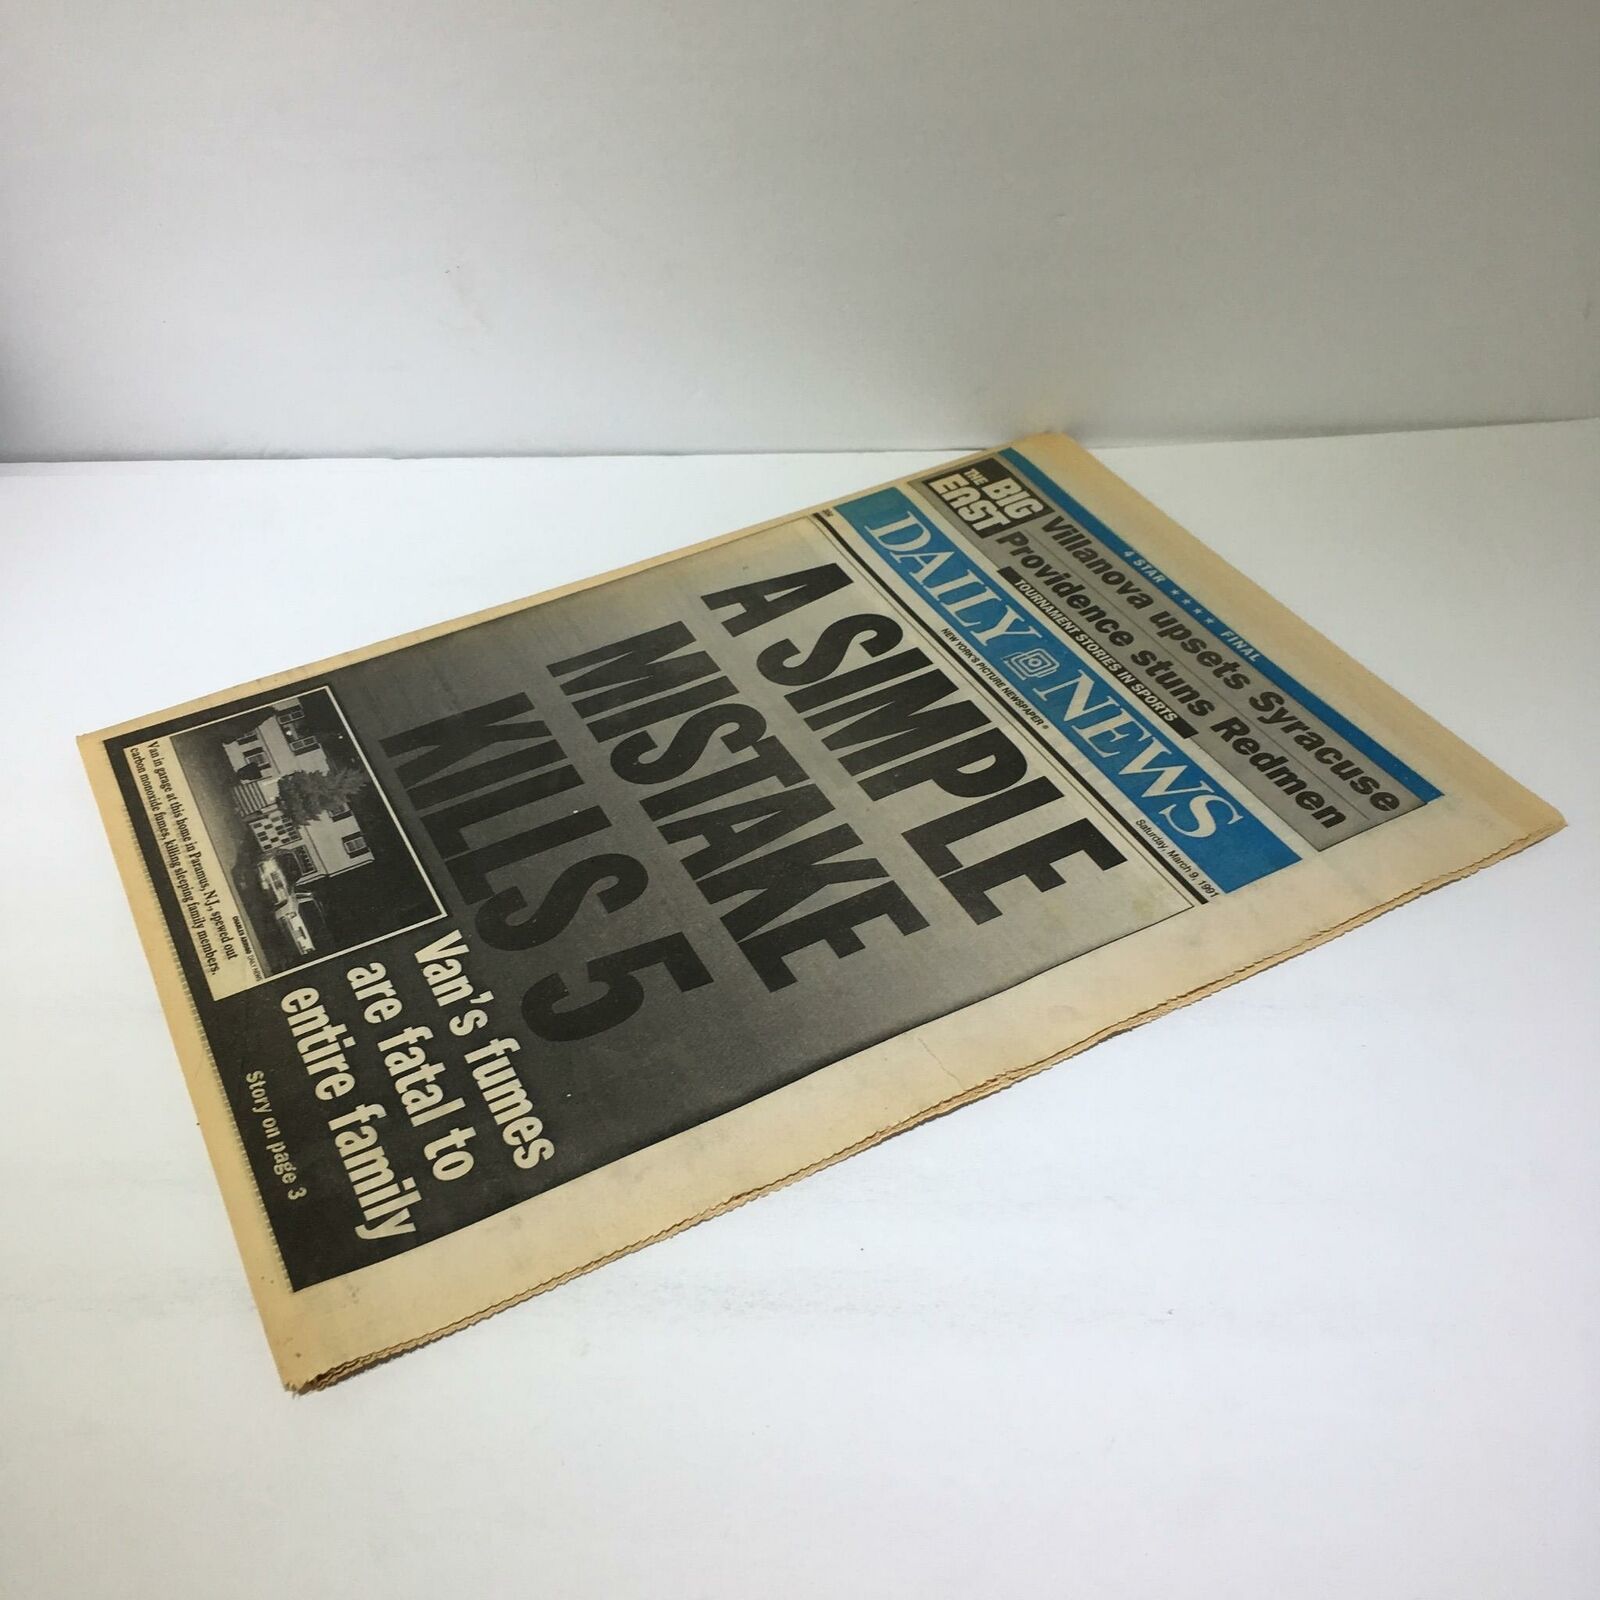 4 STAR ★★★★ FINAL
THE BIG EAST
Villanova upsets Syracuse
Providence stuns Redmen
TOURNAMENT STORIES IN SPORTS
DAILY NEWS
NEW YORK'S PICTURE NEWSPAPER®
Saturday, March 9, 1991
A SIMPLE
MISTAKE
KILLS 5
Van's fumes
are fatal to
entire family
Story on page 3
DAILY NEWS
Van in garage at this home in Paramus, N.J., spewed out
carbon monoxide fumes, killing sleeping family members.